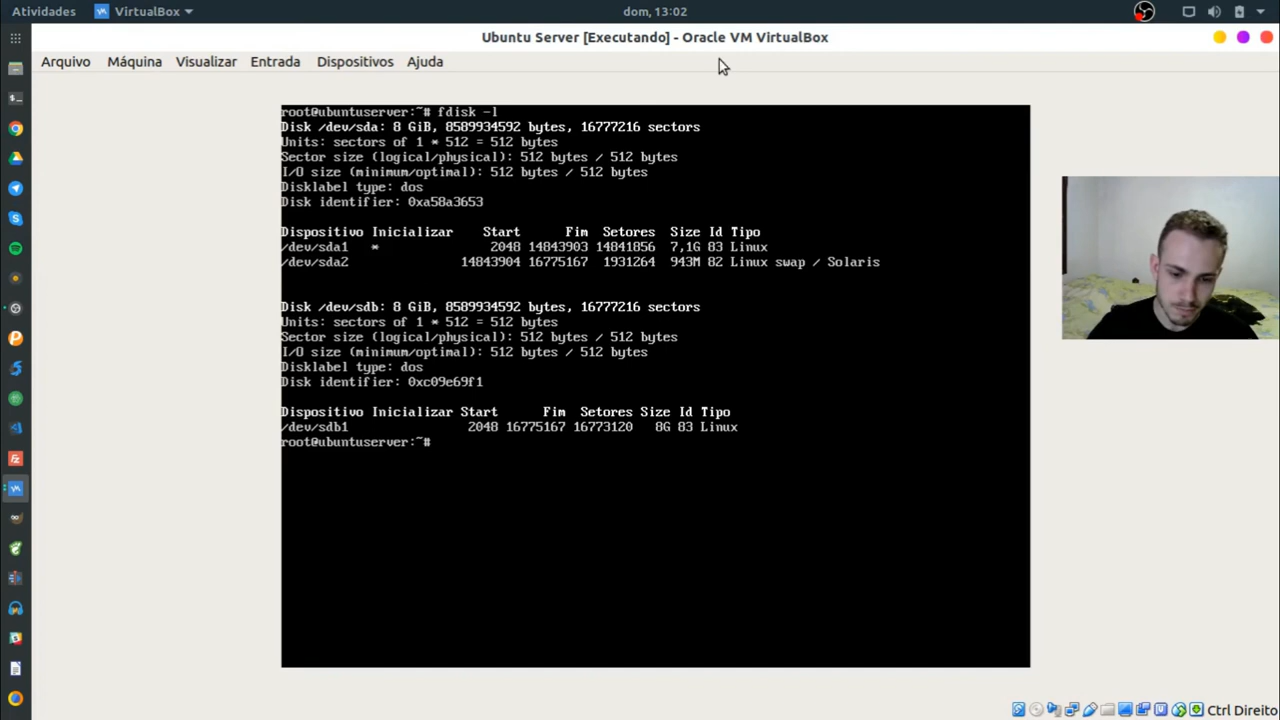 Atividades VirtualBox dom, 13:02
Ubuntu Server [Executando] - Oracle VM VirtualBox
Arquivo Máquina Visualizar Entrada Dispositivos Ajuda
root@ubuntuserver:~# fdisk -l
Disk /dev/sda: 8 GiB, 8589934592 bytes, 16777216 sectors
Units: sectors of 1 * 512 = 512 bytes
Sector size (logical/physical): 512 bytes / 512 bytes
I/O size (minimum/optimal): 512 bytes / 512 bytes
Disklabel type: dos
Disk identifier: 0xa58a3653
Dispositivo Inicializar Start Fim Setores Size Id Tipo
/dev/sda1 * 2048 14843903 14841856 7,1G 83 Linux
/dev/sda2 14843904 16775167 1931264 943M 82 Linux swap / Solaris
Disk /dev/sdb: 8 GiB, 8589934592 bytes, 16777216 sectors
Units: sectors of 1 * 512 = 512 bytes
Sector size (logical/physical): 512 bytes / 512 bytes
I/O size (minimum/optimal): 512 bytes / 512 bytes
Disklabel type: dos
Disk identifier: 0xc09e69f1
Dispositivo Inicializar Start Fim Setores Size Id Tipo
/dev/sdb1 2048 16775167 16773120 8G 83 Linux
root@ubuntuserver:~#
Ctrl Direito